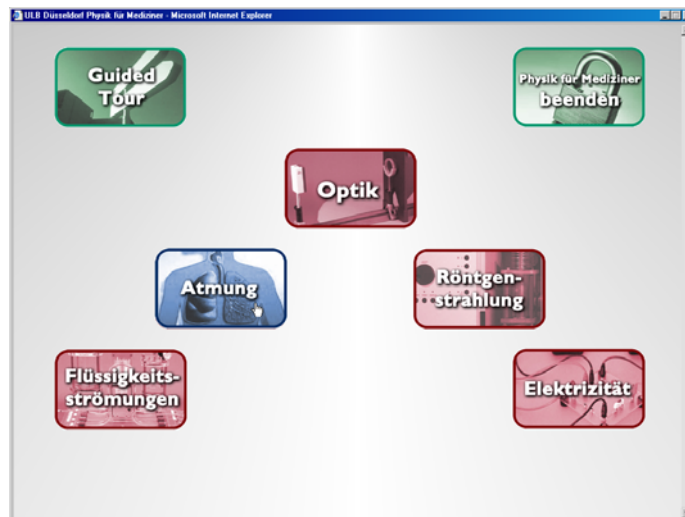 ULB Düsseldorf Physik für Mediziner - Microsoft Internet Explorer
Guided
Tour
Physik für Mediziner
beenden
Optik
Atmung
Röntgen-
strahlung
Flüssigkeits-
strömungen
Elektrizität